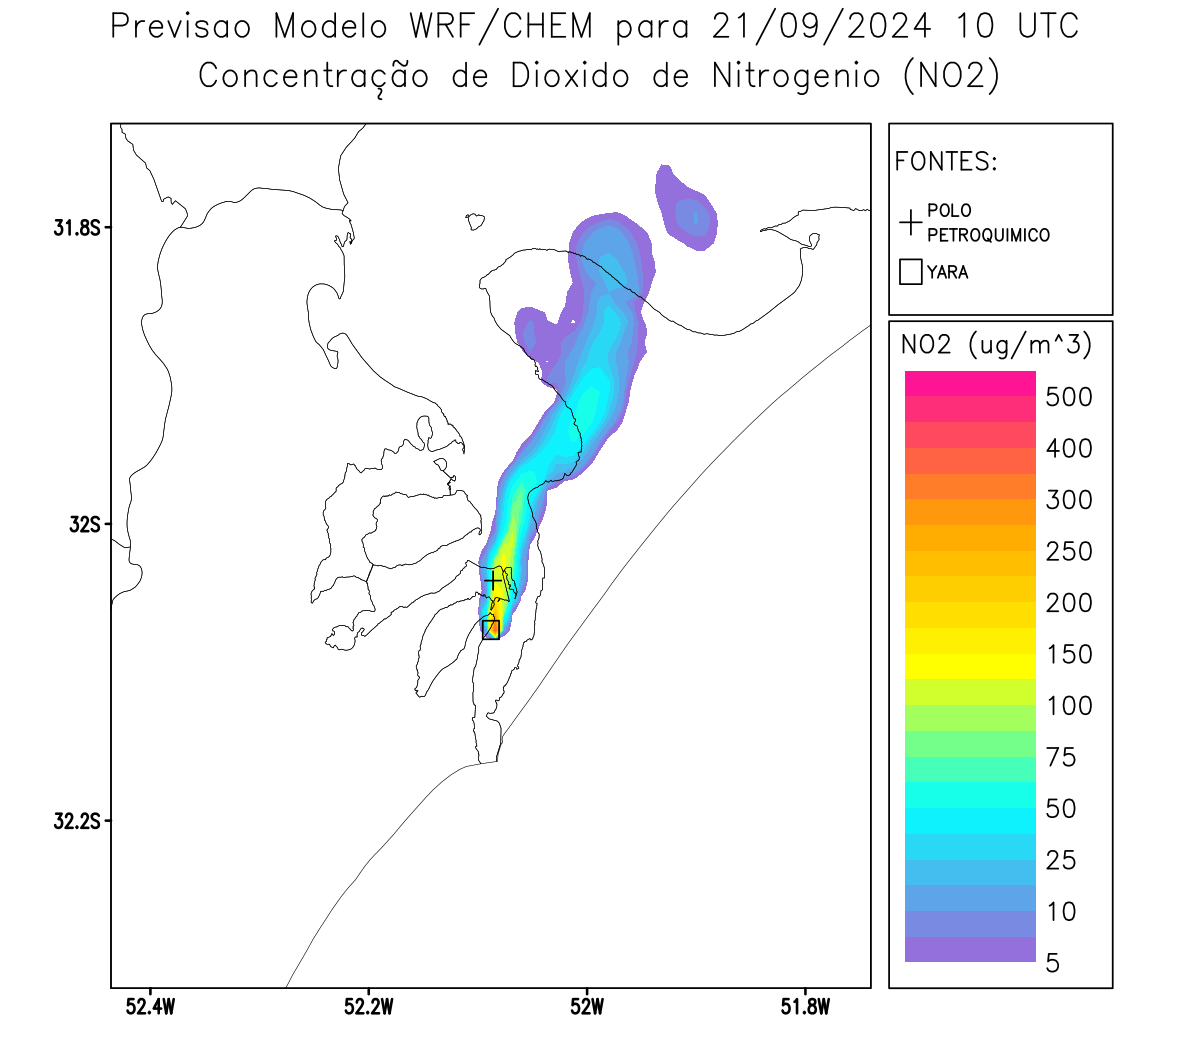 Previsao Modelo WRF/CHEM para 21/09/2024 10 UTC
Concentração de Dioxido de Nitrogenio (NO2)
FONTES:
POLO
PETROQUIMICO
YARA
31.8S
32S
32.2S
52.4W
52.2W
52W
51.8W
NO2 (ug/m^3)
500
400
300
250
200
150
100
75
50
25
10
5